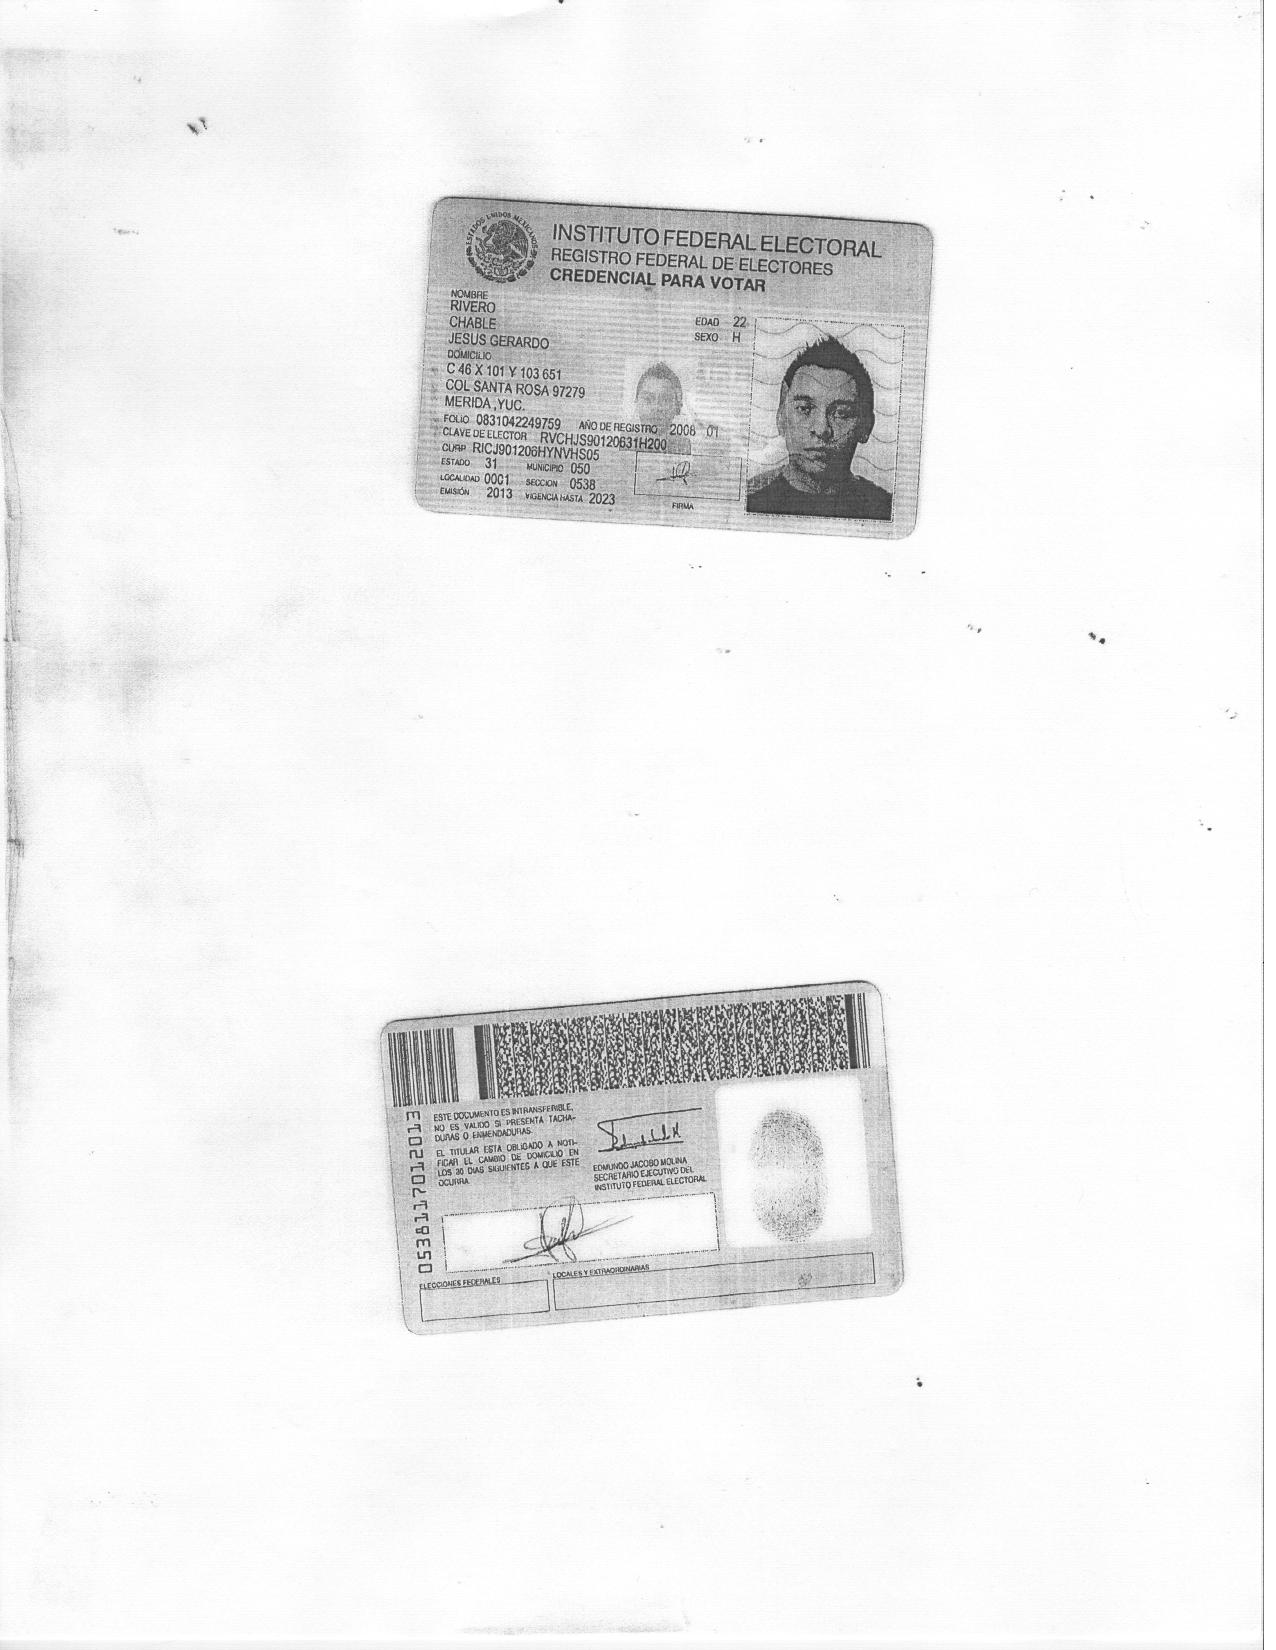 ESTADOS UNIDOS MEXICANOS
INSTITUTO FEDERAL ELECTORAL
REGISTRO FEDERAL DE ELECTORES
CREDENCIAL PARA VOTAR
NOMBRE
RIVERO
CHABLE
JESUS GERARDO
EDAD 22
SEXO H
DOMICILIO
C 46 X 101 Y 103 651
COL SANTA ROSA 97279
MERIDA ,YUC.
FOLIO 0831042249759 AÑO DE REGISTRO 2008 01
CLAVE DE ELECTOR RVCHJS90120631H200
CURP RICJ901206HYNVHS05
ESTADO 31 MUNICIPIO 050
LOCALIDAD 0001 SECCION 0538
EMISIÓN 2013 VIGENCIA HASTA 2023
FIRMA
0538117012013
ESTE DOCUMENTO ES INTRANSFERIBLE,
NO ES VALIDO SI PRESENTA TACHA-
DURAS O ENMENDADURAS.
EL TITULAR ESTA OBLIGADO A NOTI-
FICAR EL CAMBIO DE DOMICILIO EN
LOS 30 DIAS SIGUIENTES A QUE ESTE
OCURRA.
EDMUNDO JACOBO MOLINA
SECRETARIO EJECUTIVO DEL
INSTITUTO FEDERAL ELECTORAL
ELECCIONES FEDERALES
LOCALES Y EXTRAORDINARIAS